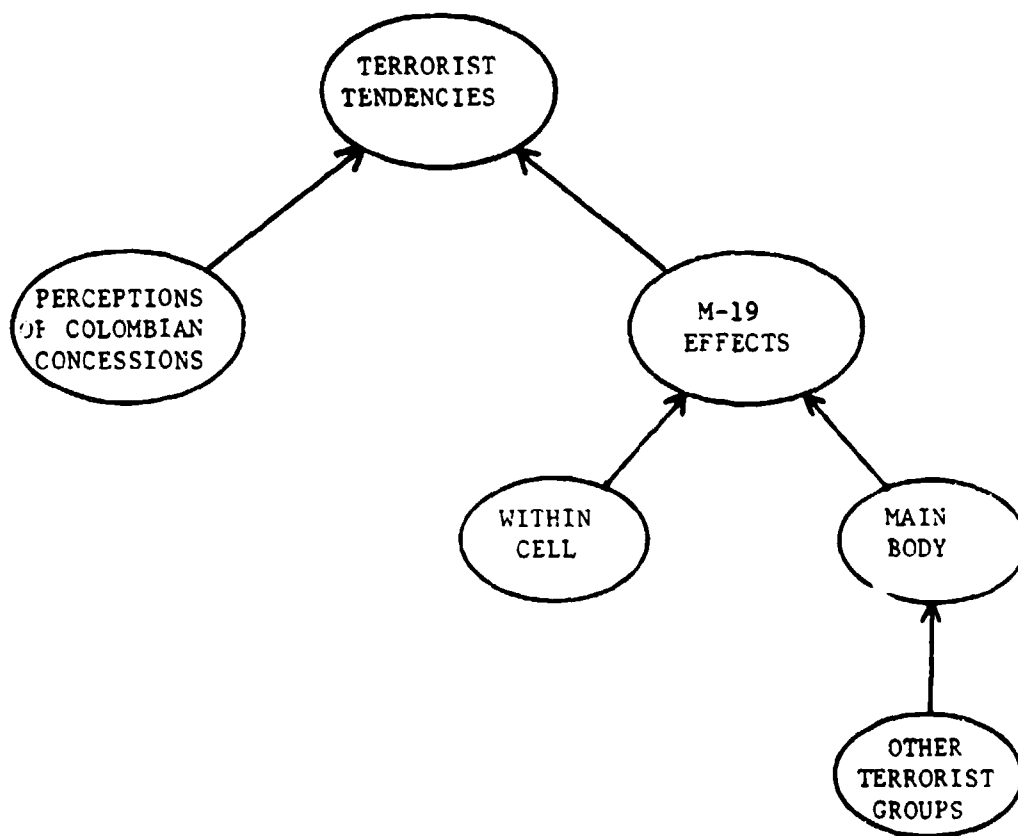 TERRORIST
TENDENCIES
PERCEPTIONS
OF COLOMBIAN
CONCESSIONS
M-19
EFFECTS
WITHIN
CELL
MAIN
BODY
OTHER
TERRORIST
GROUPS